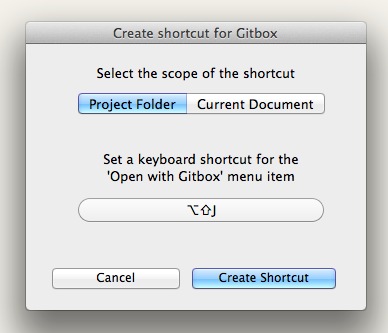 Create shortcut for Gitbox
Select the scope of the shortcut
Project Folder Current Document
Set a keyboard shortcut for the
'Open with Gitbox' menu item
⌥⇧J
Cancel Create Shortcut